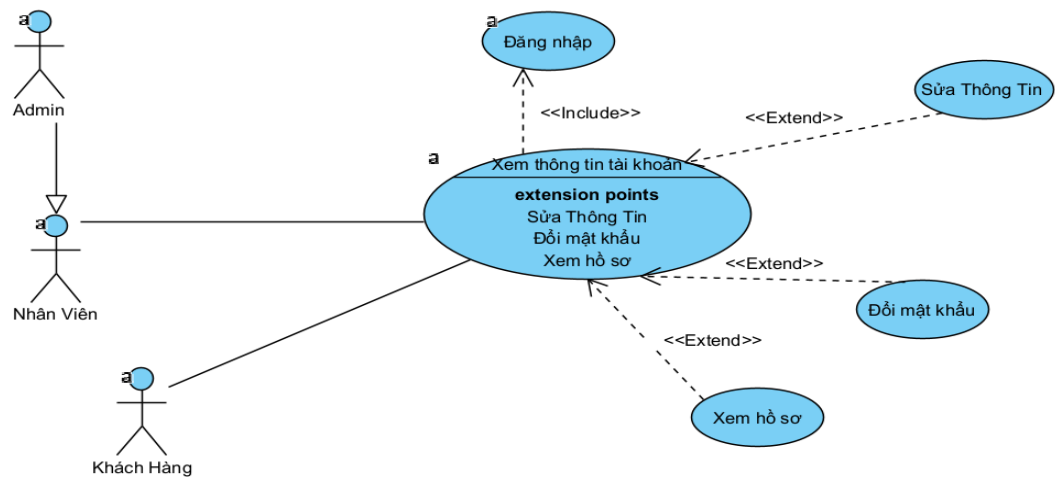 a
Admin
a
Nhân Viên
a
Khách Hàng
a
Đăng nhập
<<Include>>
Sửa Thông Tin
<<Extend>>
a
Xem thông tin tài khoản
extension points
Sửa Thông Tin
Đổi mật khẩu
Xem hồ sơ
<<Extend>>
Đổi mật khẩu
<<Extend>>
Xem hồ sơ